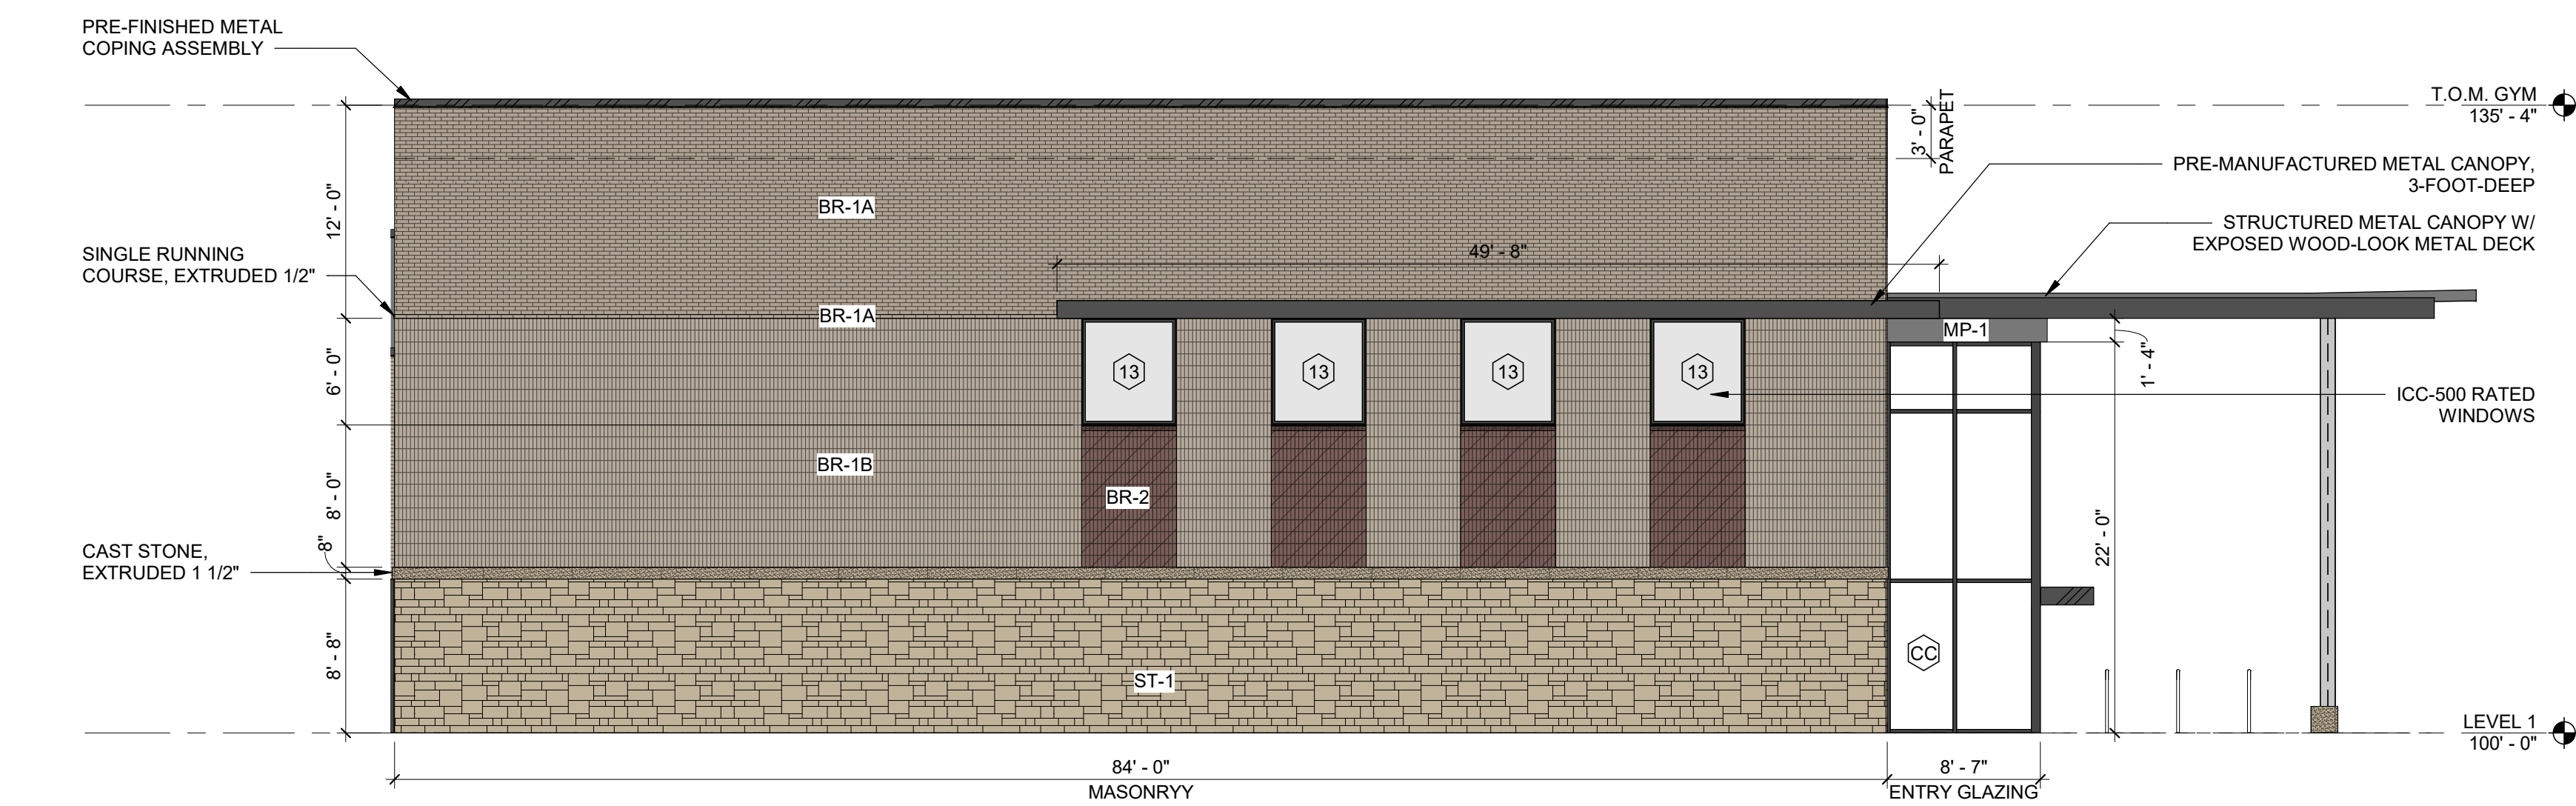 PRE-FINISHED METAL
COPING ASSEMBLY
T.O.M. GYM
135' - 4"
3' - 0"
PARAPET
PRE-MANUFACTURED METAL CANOPY,
3-FOOT-DEEP
12' - 0"
BR-1A
STRUCTURED METAL CANOPY W/
EXPOSED WOOD-LOOK METAL DECK
SINGLE RUNNING
COURSE, EXTRUDED 1/2"
49' - 8"
BR-1A
MP-1
1' - 4"
6' - 0"
13
13
13
13
ICC-500 RATED
WINDOWS
BR-1B
BR-2
8' - 0"
8"
22' - 0"
CAST STONE,
EXTRUDED 1 1/2"
8' - 8"
CC
ST-1
LEVEL 1
100' - 0"
84' - 0"
MASONRYY
8' - 7"
ENTRY GLAZING